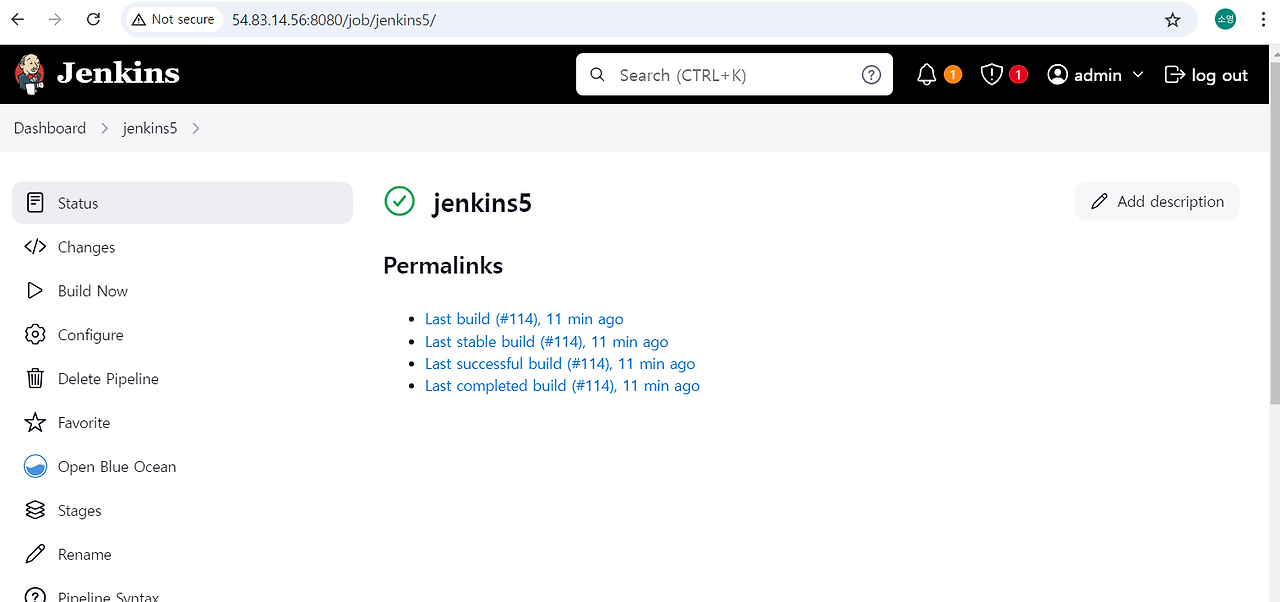 Not secure 54.83.14.56:8080/job/jenkins5/ 소영
Jenkins Search (CTRL+K) ? 1 1 admin log out
Dashboard jenkins5
Status
Changes
Build Now
Configure
Delete Pipeline
Favorite
Open Blue Ocean
Stages
Rename
Pipeline Syntax
jenkins5
Add description
Permalinks
Last build (#114), 11 min ago
Last stable build (#114), 11 min ago
Last successful build (#114), 11 min ago
Last completed build (#114), 11 min ago